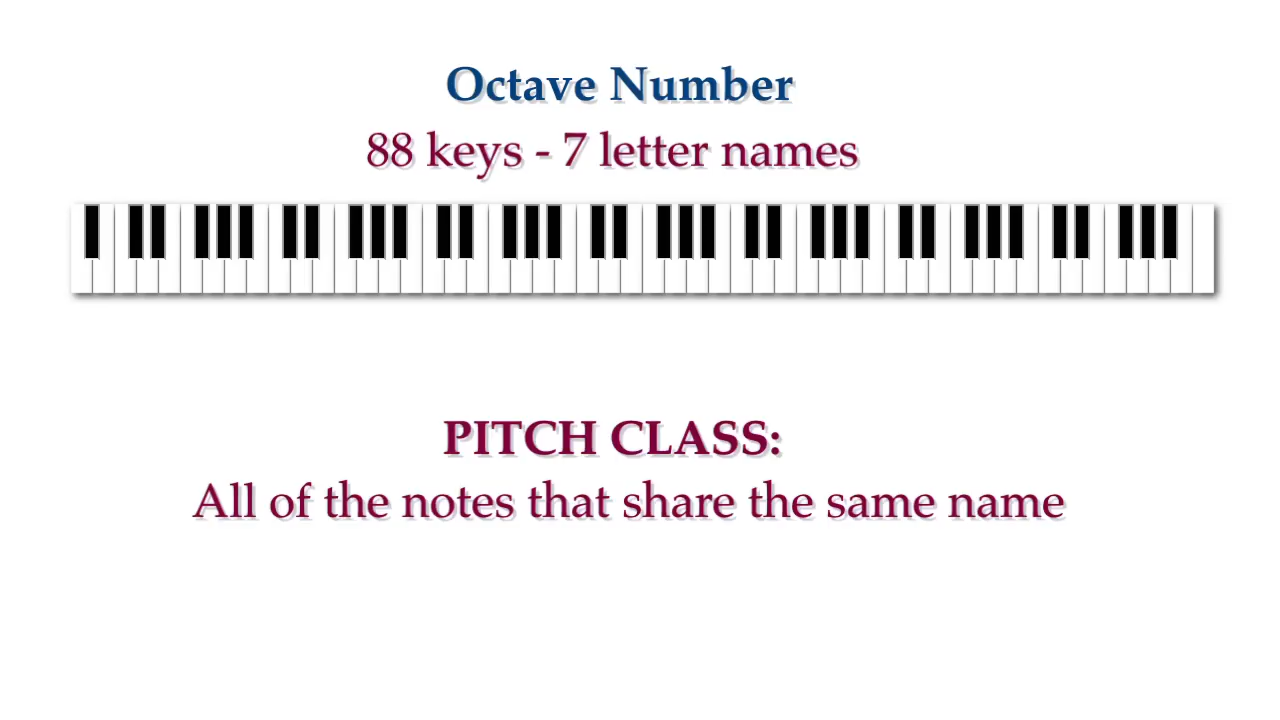 Octave Number
88 keys - 7 letter names
PITCH CLASS:
All of the notes that share the same name